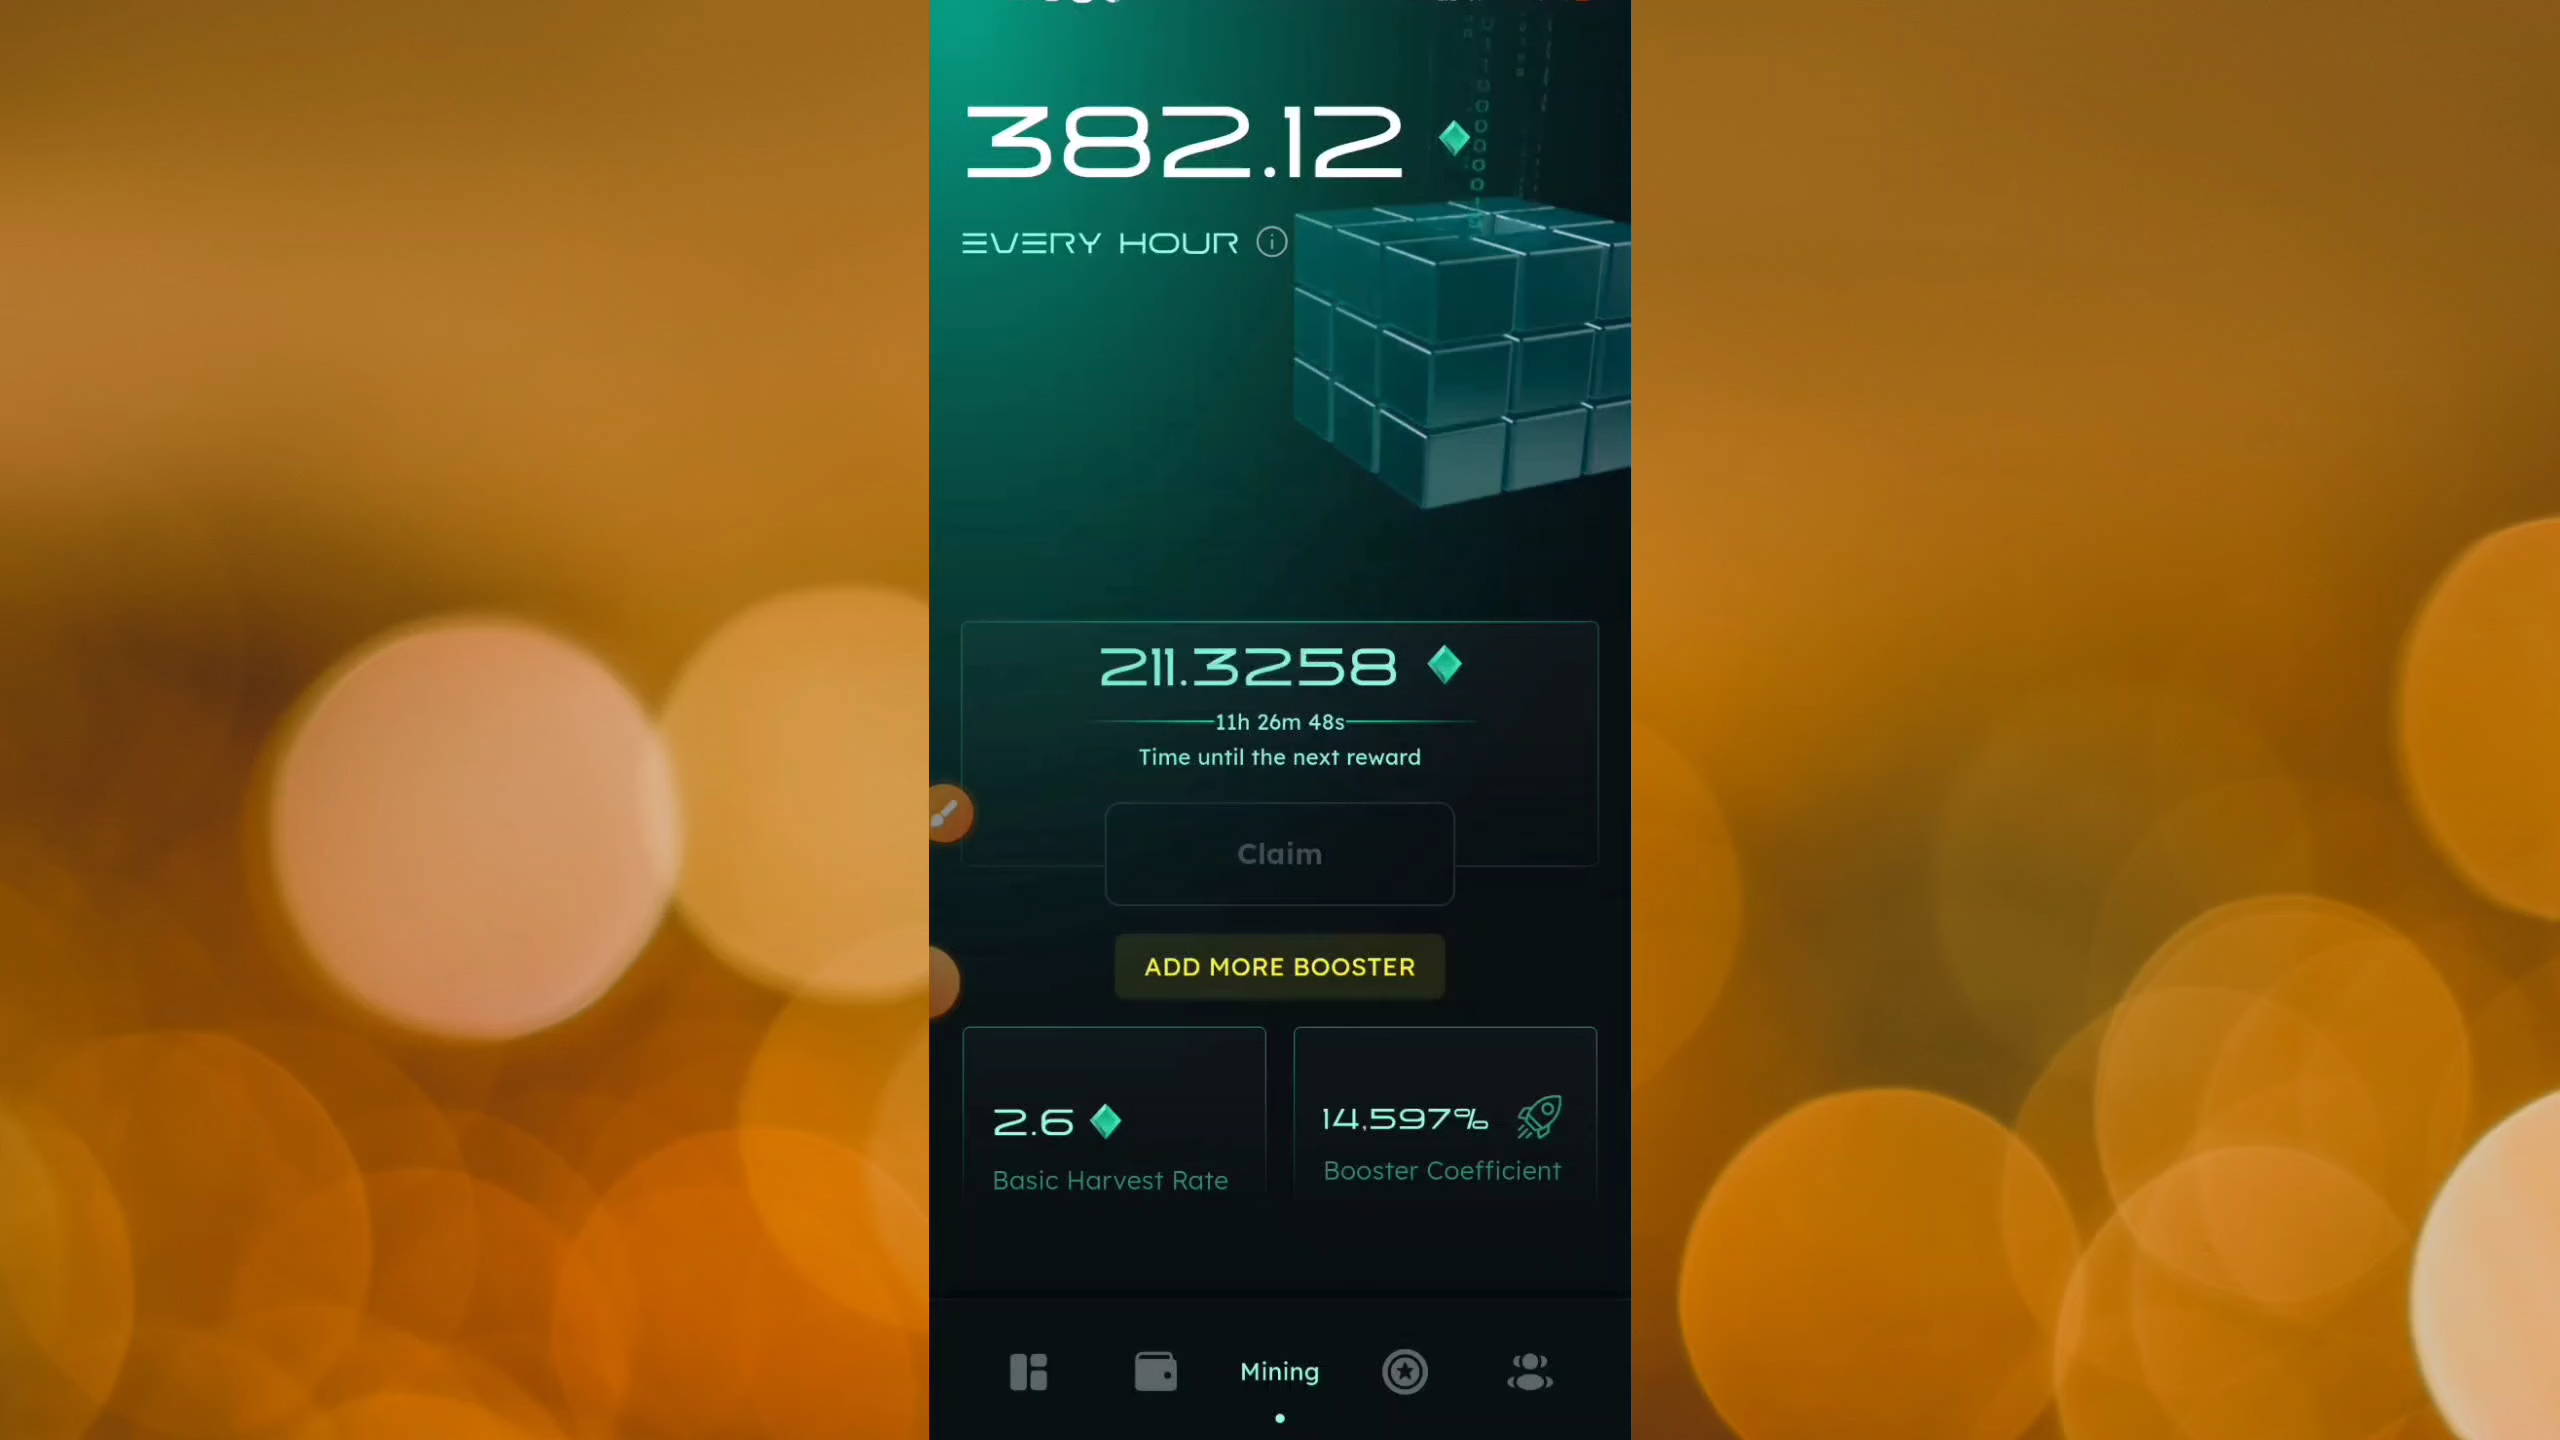 382.12
EVERY HOUR
211.3258
11h 26m 48s
Time until the next reward
Claim
ADD MORE BOOSTER
2.6
14,597%
Basic Harvest Rate
Booster Coefficient
Mining